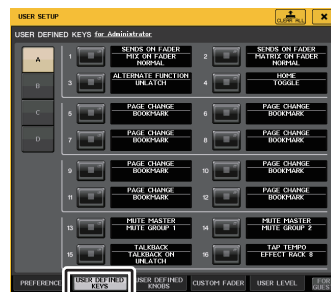 USER SETUP
CLEAR ALL
USER DEFINED KEYS for Administrator
A
B
C
D
1 SENDS ON FADER
MIX ON FADER
NORMAL
2 SENDS ON FADER
MATRIX ON FADER
NORMAL
3 ALTERNATE FUNCTION
UNLATCH
4 HOME
TOGGLE
5 PAGE CHANGE
BOOKMARK
6 PAGE CHANGE
BOOKMARK
7 PAGE CHANGE
BOOKMARK
8 PAGE CHANGE
BOOKMARK
9 PAGE CHANGE
BOOKMARK
10 PAGE CHANGE
BOOKMARK
11 PAGE CHANGE
BOOKMARK
12 PAGE CHANGE
BOOKMARK
13 MUTE MASTER
MUTE GROUP 1
14 MUTE MASTER
MUTE GROUP 2
15 TALKBACK
TALKBACK ON
UNLATCH
16 TAP TEMPO
EFFECT RACK 8
PREFERENCE
USER DEFINED
KEYS
USER DEFINED
KNOBS
CUSTOM FADER
USER LEVEL
FOR
GUES